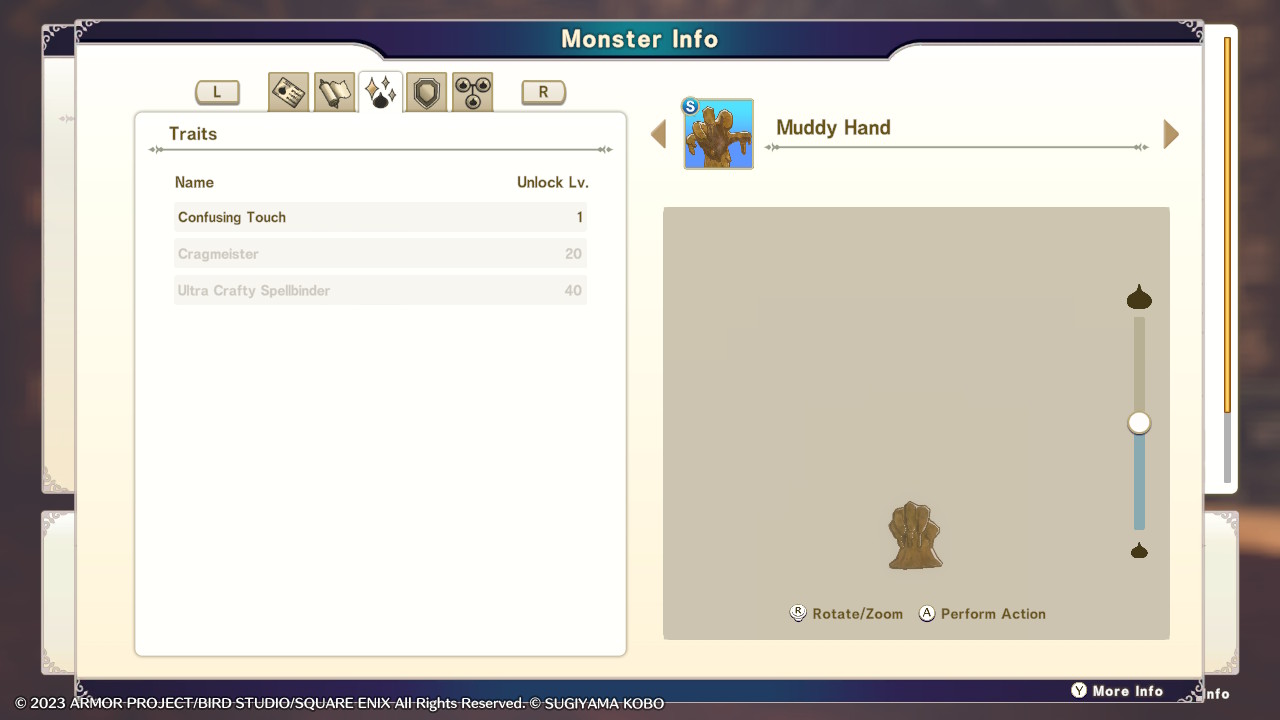 Monster Info
L
R
Traits
Name
Unlock Lv.
Confusing Touch
1
Cragmeister
20
Ultra Crafty Spellbinder
40
S
Muddy Hand
R Rotate/Zoom
A Perform Action
Y More Info
nfo
© 2023 ARMOR PROJECT/BIRD STUDIO/SQUARE ENIX All Rights Reserved. © SUGIYAMA KOBO